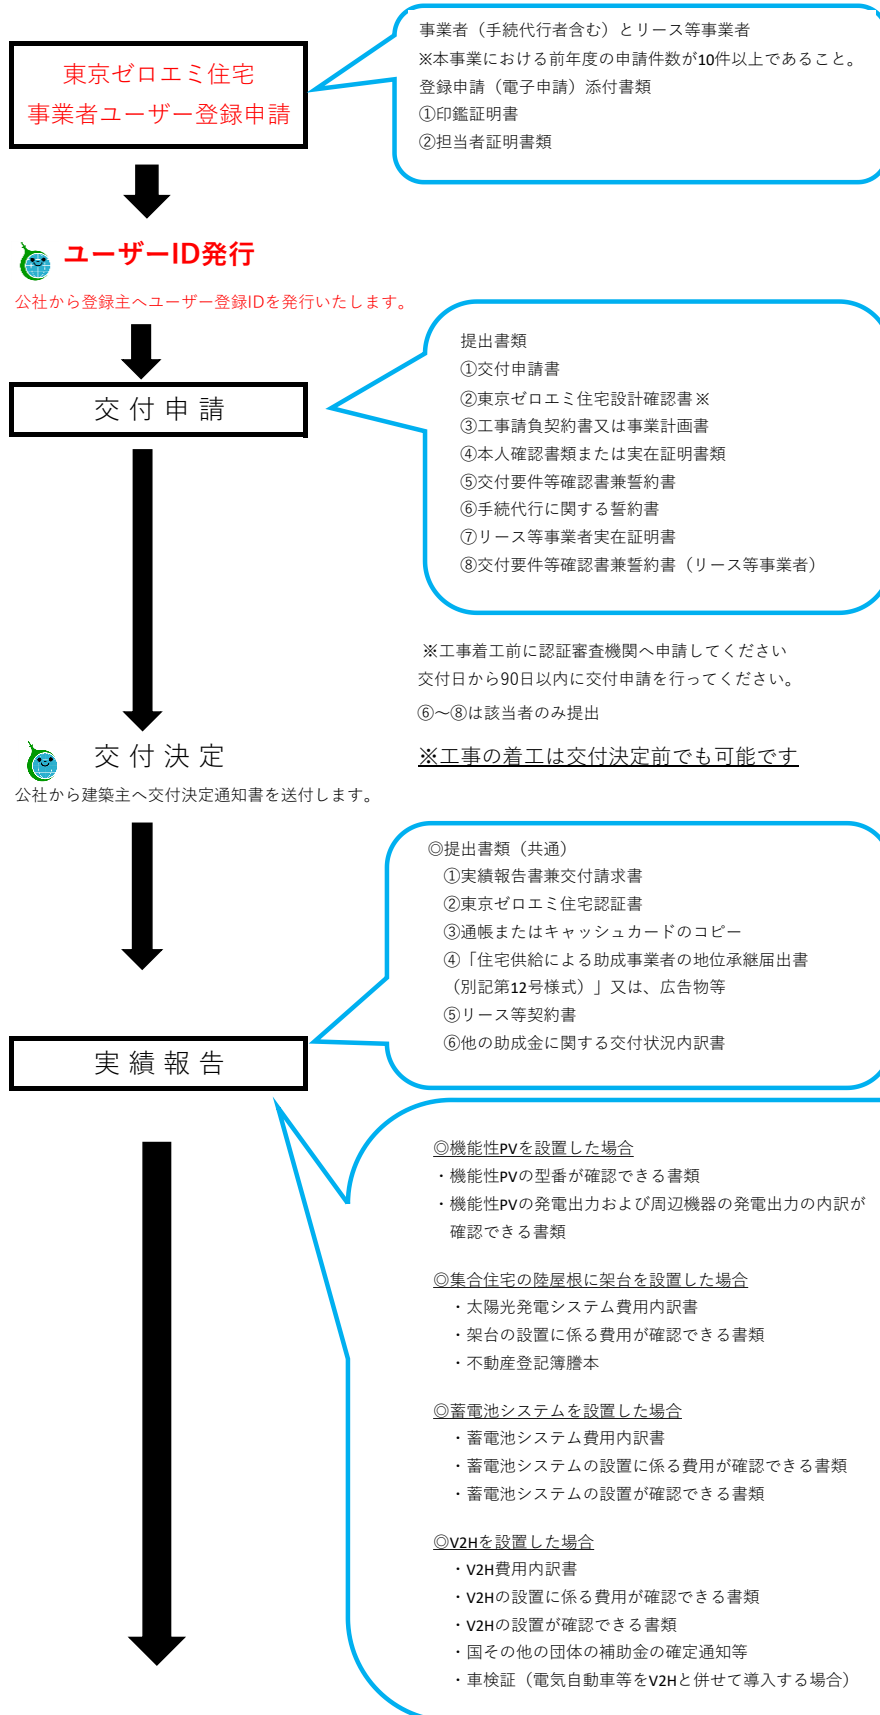 事業者（手続代行者含む）とリース等事業者
※本事業における前年度の申請件数が10件以上であること。
登録申請（電子申請）添付書類
①印鑑証明書
②担当者証明書類
東京ゼロエミ住宅
事業者ユーザー登録申請
ユーザーID発行
公社から登録主へユーザー登録IDを発行いたします。
提出書類
①交付申請書
②東京ゼロエミ住宅設計確認書※
③工事請負契約書又は事業計画書
④本人確認書類または実在証明書類
⑤交付要件等確認書兼誓約書
⑥手続代行に関する誓約書
⑦リース等事業者実在証明書
⑧交付要件等確認書兼誓約書（リース等事業者）
交付申請
※工事着工前に認証審査機関へ申請してください
交付日から90日以内に交付申請を行ってください。
⑥～⑧は該当者のみ提出
※工事の着工は交付決定前でも可能です
交付決定
公社から建築主へ交付決定通知書を送付します。
◎提出書類（共通）
①実績報告書兼交付請求書
②東京ゼロエミ住宅認証書
③通帳またはキャッシュカードのコピー
④「住宅供給による助成事業者の地位承継届出書
（別記第12号様式）」又は、広告物等
⑤リース等契約書
⑥他の助成金に関する交付状況内訳書
実績報告
◎機能性PVを設置した場合
・機能性PVの型番が確認できる書類
・機能性PVの発電出力および周辺機器の発電出力の内訳が
確認できる書類
◎集合住宅の陸屋根に架台を設置した場合
・太陽光発電システム費用内訳書
・架台の設置に係る費用が確認できる書類
・不動産登記簿謄本
◎蓄電池システムを設置した場合
・蓄電池システム費用内訳書
・蓄電池システムの設置に係る費用が確認できる書類
・蓄電池システムの設置が確認できる書類
◎V2Hを設置した場合
・V2H費用内訳書
・V2Hの設置に係る費用が確認できる書類
・V2Hの設置が確認できる書類
・国その他の団体の補助金の確定通知等
・車検証（電気自動車等をV2Hと併せて導入する場合）